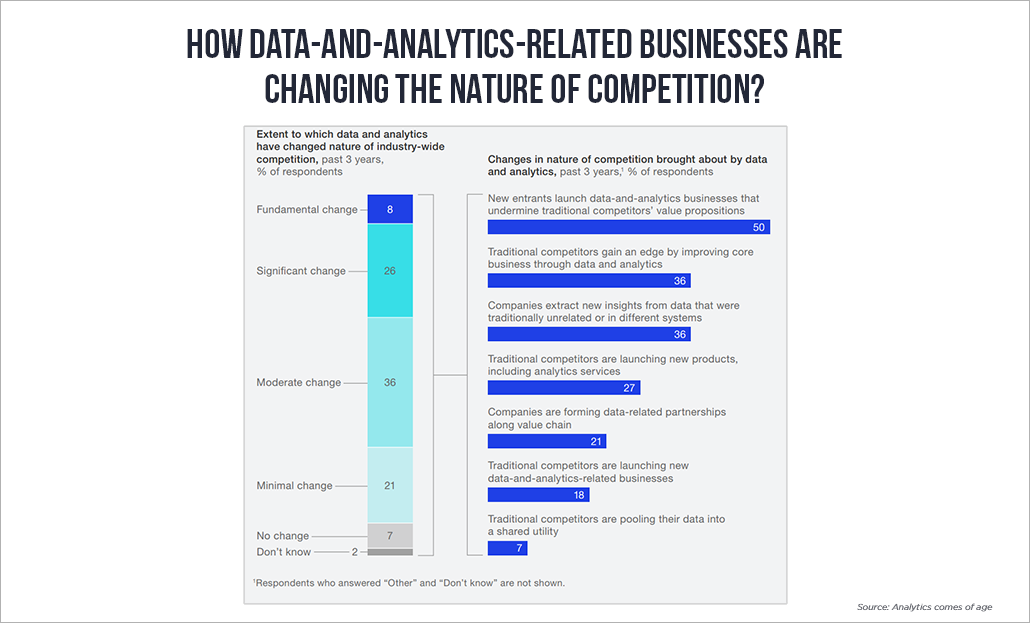 HOW DATA-AND-ANALYTICS-RELATED BUSINESSES ARE
CHANGING THE NATURE OF COMPETITION?
Extent to which data and analytics
have changed nature of industry-wide
competition, past 3 years,
% of respondents
Fundamental change
8
Significant change
26
Moderate change
36
Minimal change
21
No change
7
Don't know
2
Changes in nature of competition brought about by data
and analytics, past 3 years,¹ % of respondents
New entrants launch data-and-analytics businesses that
undermine traditional competitors' value propositions
50
Traditional competitors gain an edge by improving core
business through data and analytics
36
Companies extract new insights from data that were
traditionally unrelated or in different systems
36
Traditional competitors are launching new products,
including analytics services
27
Companies are forming data-related partnerships
along value chain
21
Traditional competitors are launching new
data-and-analytics-related businesses
18
Traditional competitors are pooling their data into
a shared utility
7
¹Respondents who answered "Other" and "Don't know" are not shown.
Source: Analytics comes of age